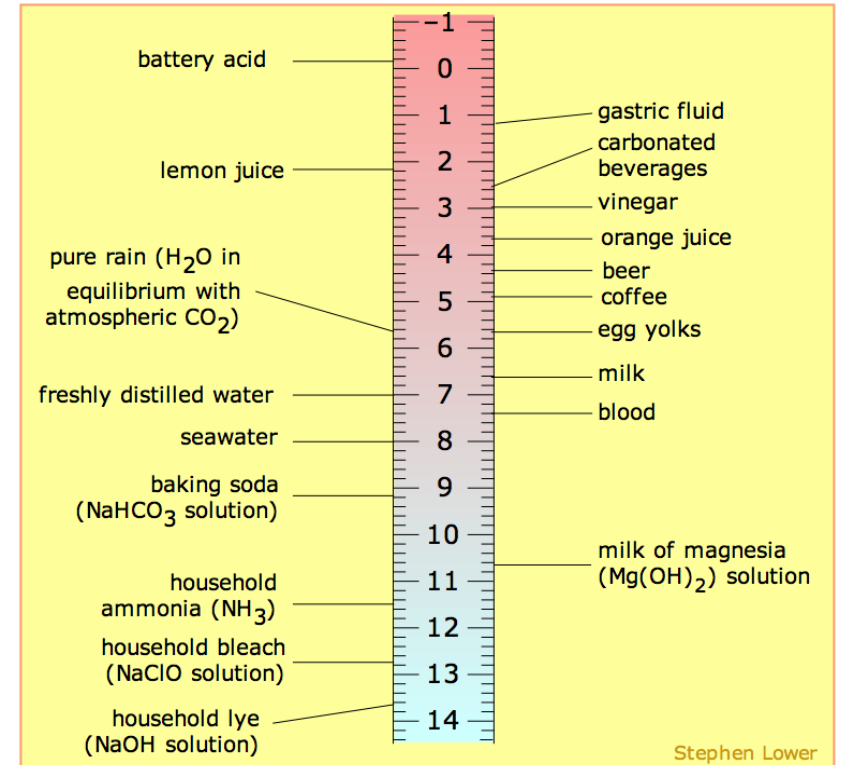 battery acid
lemon juice
pure rain (H₂O in
equilibrium with
atmospheric CO₂)
freshly distilled water
seawater
baking soda
(NaHCO₃ solution)
household
ammonia (NH₃)
household bleach
(NaClO solution)
household lye
(NaOH solution)
−1
0
1
2
3
4
5
6
7
8
9
10
11
12
13
14
gastric fluid
carbonated
beverages
vinegar
orange juice
beer
coffee
egg yolks
milk
blood
milk of magnesia
(Mg(OH)₂) solution
Stephen Lower